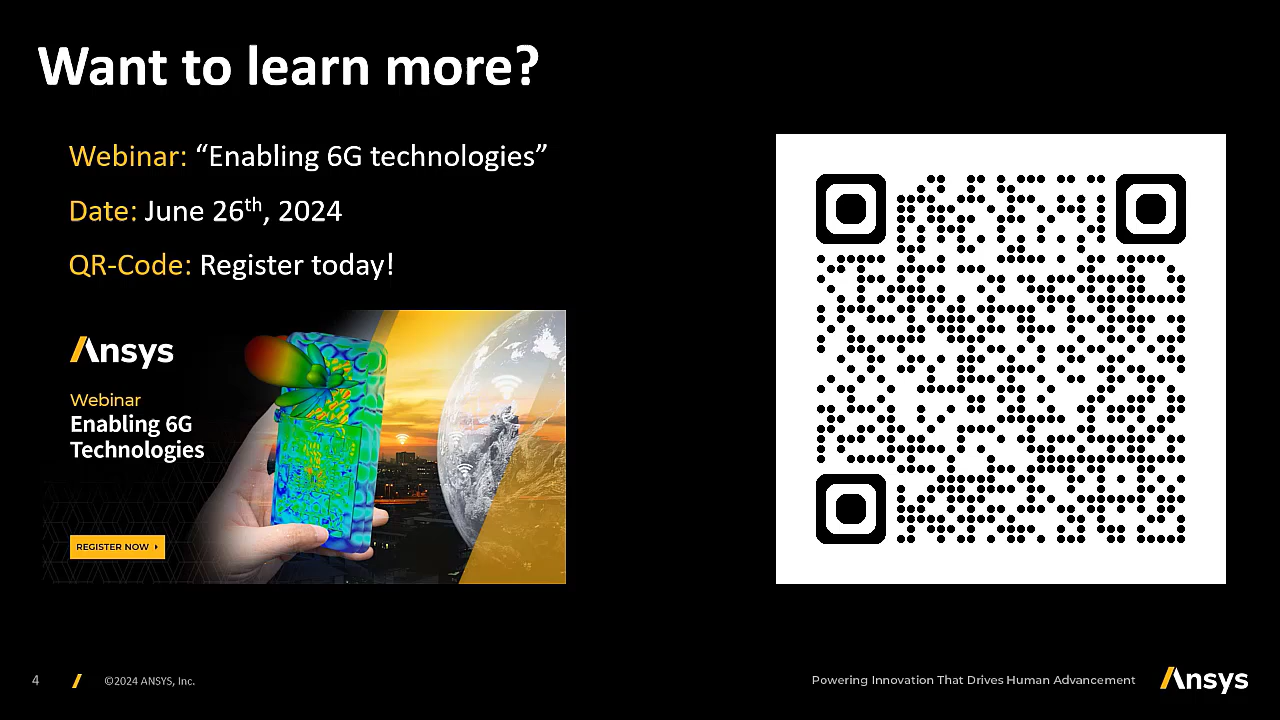 Want to learn more?
Webinar: “Enabling 6G technologies”
Date: June 26th, 2024
QR-Code: Register today!
Ansys
Webinar
Enabling 6G
Technologies
REGISTER NOW
4
©2024 ANSYS, Inc.
Powering Innovation That Drives Human Advancement
Ansys